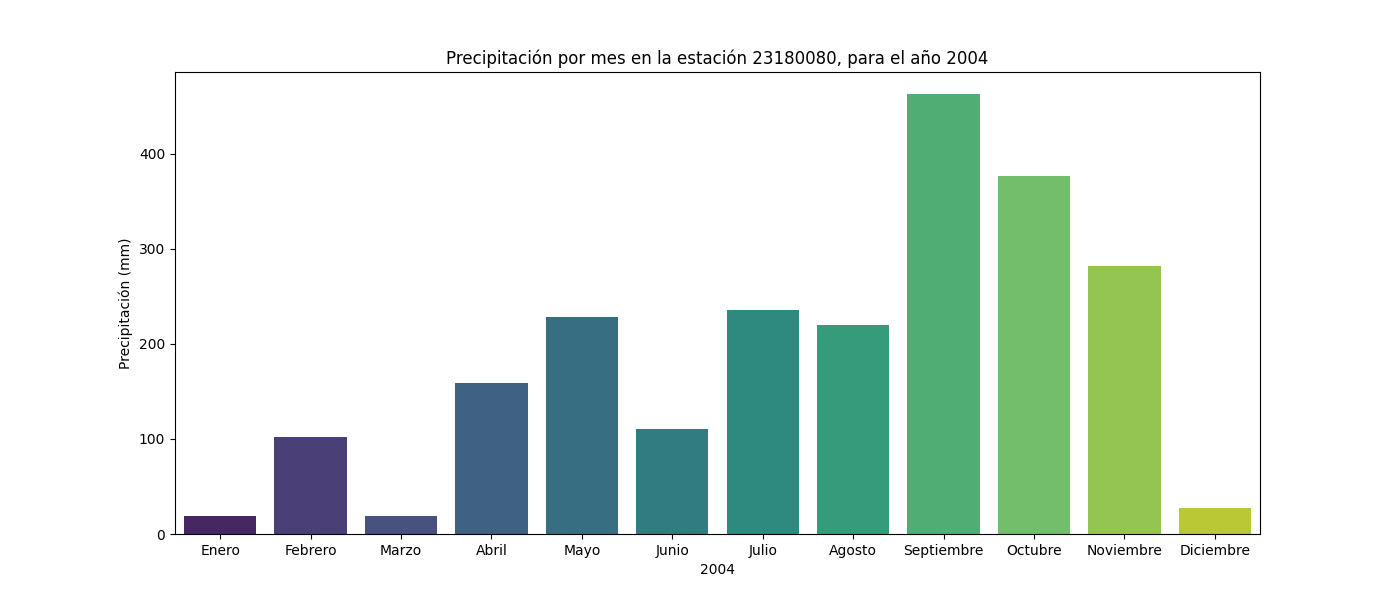 Precipitación por mes en la estación 23180080, para el año 2004
Precipitación (mm)
400
300
200
100
0
Enero Febrero Marzo Abril Mayo Junio Julio Agosto Septiembre Octubre Noviembre Diciembre
2004